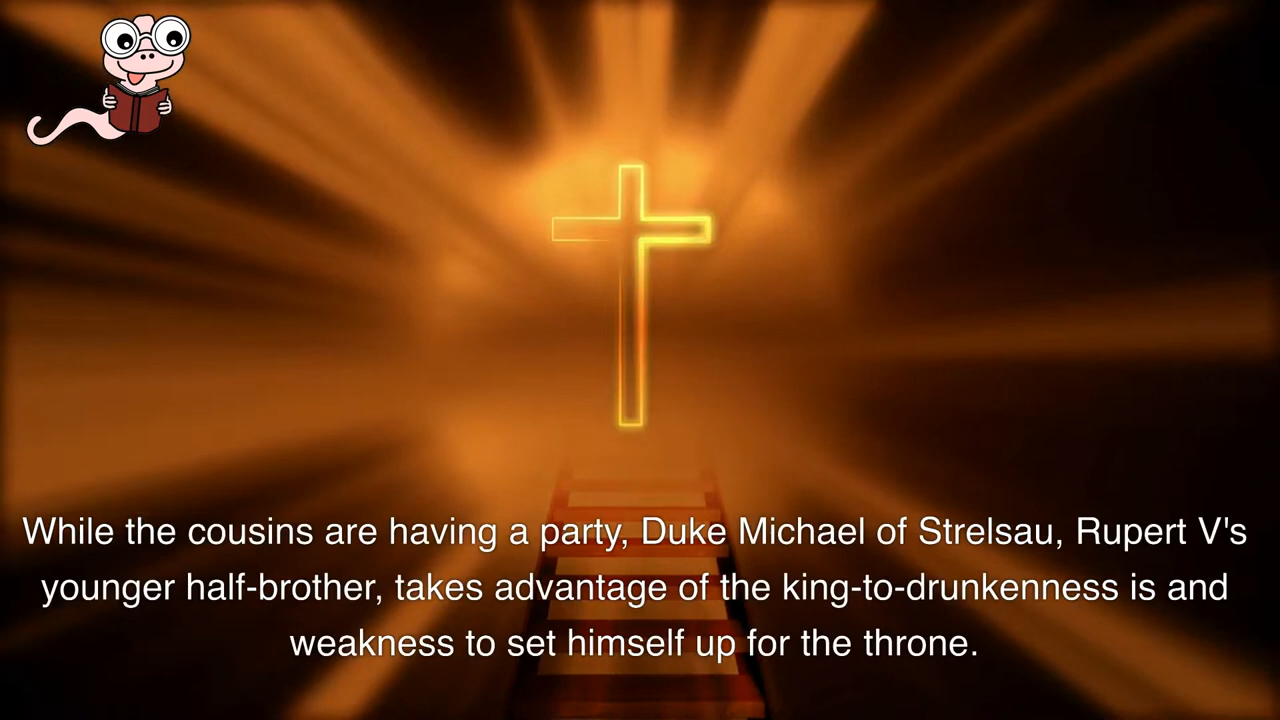 While the cousins are having a party, Duke Michael of Strelsau, Rupert V's
younger half-brother, takes advantage of the king-to-drunkenness is and
weakness to set himself up for the throne.